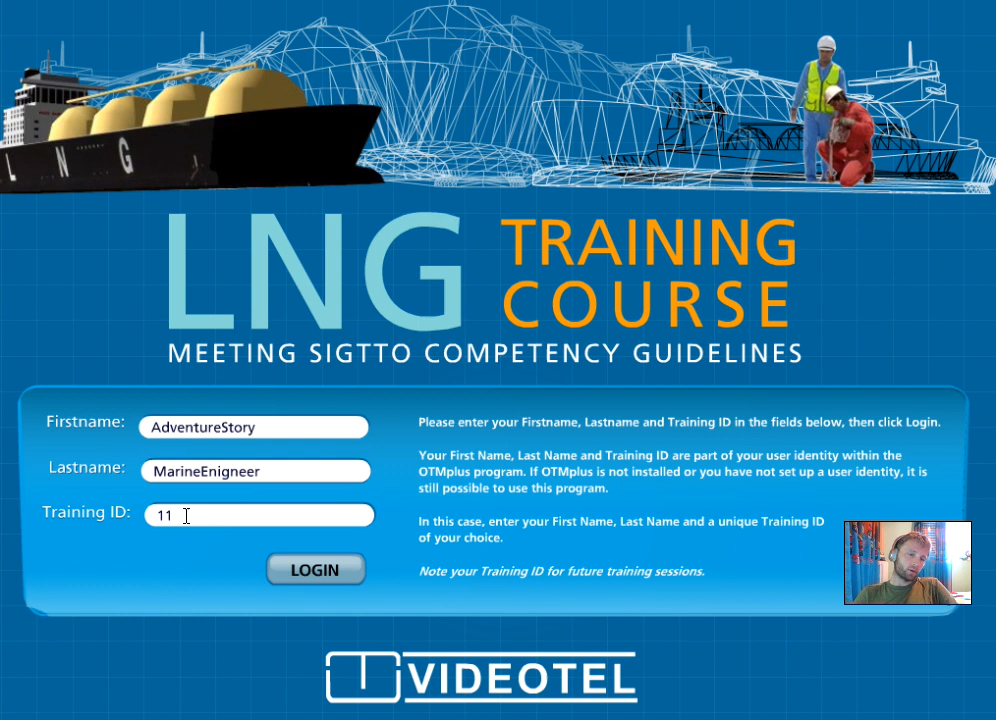 L N G
LNG TRAINING
COURSE
MEETING SIGTTO COMPETENCY GUIDELINES
Firstname: AdventureStory
Lastname: MarineEnigneer
Training ID: 11
LOGIN
Please enter your Firstname, Lastname and Training ID in the fields below, then click Login.
Your First Name, Last Name and Training ID are part of your user identity within the
OTMplus program. If OTMplus is not installed or you have not set up a user identity, it is
still possible to use this program.
In this case, enter your First Name, Last Name and a unique Training ID
of your choice.
Note your Training ID for future training sessions.
VIDEOTEL